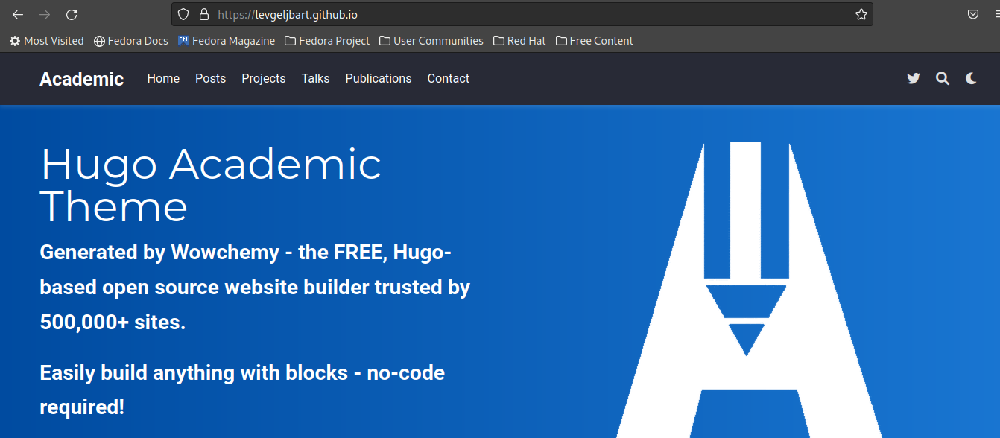 https://levgeljbart.github.io
Most Visited Fedora Docs FM Fedora Magazine Fedora Project User Communities Red Hat Free Content
Academic Home Posts Projects Talks Publications Contact
Hugo Academic
Theme
Generated by Wowchemy - the FREE, Hugo-
based open source website builder trusted by
500,000+ sites.
Easily build anything with blocks - no-code
required!